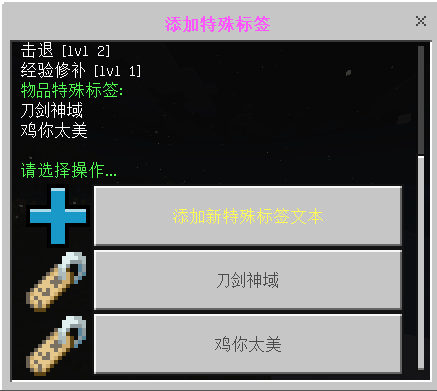 添加特殊标签
击退 [lvl 2]
经验修补 [lvl 1]
物品特殊标签:
刀剑神域
鸡你太美
请选择操作...
添加新特殊标签文本
刀剑神域
鸡你太美